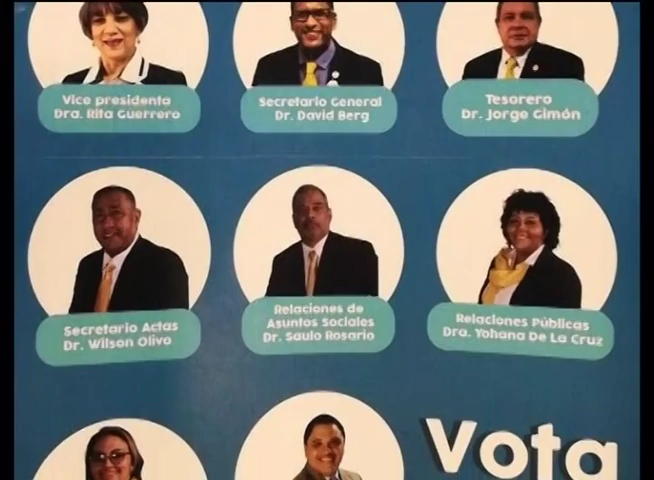 Vice presidenta
Dra. Rita Guerrero
Secretario General
Dr. David Berg
Tesorero
Dr. Jorge Gimón
Secretario Actas
Dr. Wilson Olivo
Relaciones de
Asuntos Sociales
Dr. Saulo Rosario
Relaciones Públicas
Dra. Yohana De La Cruz
Vota